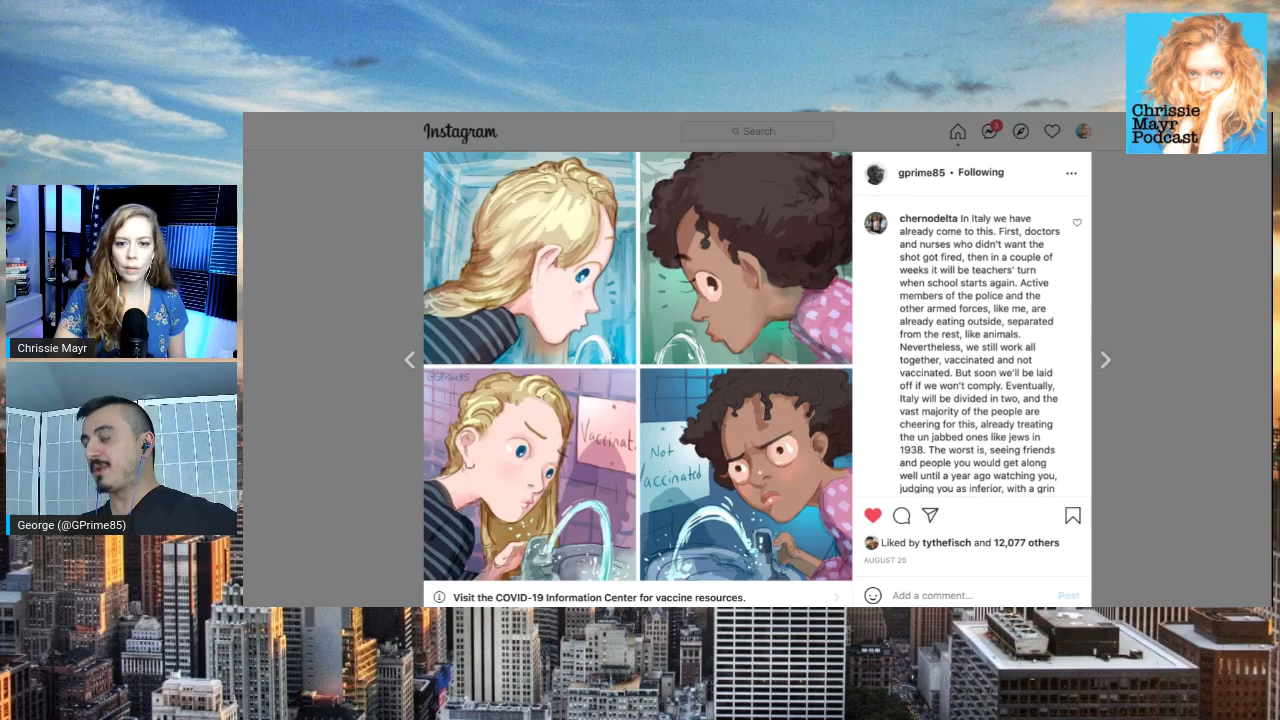 Chrissie
Mayr
Podcast
Instagram
Search
3
gprime85 • Following
chernodelta In Italy we have
already come to this. First, doctors
and nurses who didn't want the
shot got fired, then in a couple of
weeks it will be teachers' turn
when school starts again. Active
members of the police and the
other armed forces, like me, are
already eating outside, separated
from the rest, like animals.
Nevertheless, we still work all
together, vaccinated and not
vaccinated. But soon we'll be laid
off if we won't comply. Eventually,
Italy will be divided in two, and the
vast majority of the people are
cheering for this, already treating
the un jabbed ones like jews in
1938. The worst is, seeing friends
and people you would get along
well until a year ago watching you,
judging you as inferior, with a grin
@GPrime85
Vaccinat
Not
Vaccinated
Liked by tythefisch and 12,077 others
AUGUST 20
Add a comment...
Post
Visit the COVID-19 Information Center for vaccine resources.
Chrissie Mayr
George (@GPrime85)